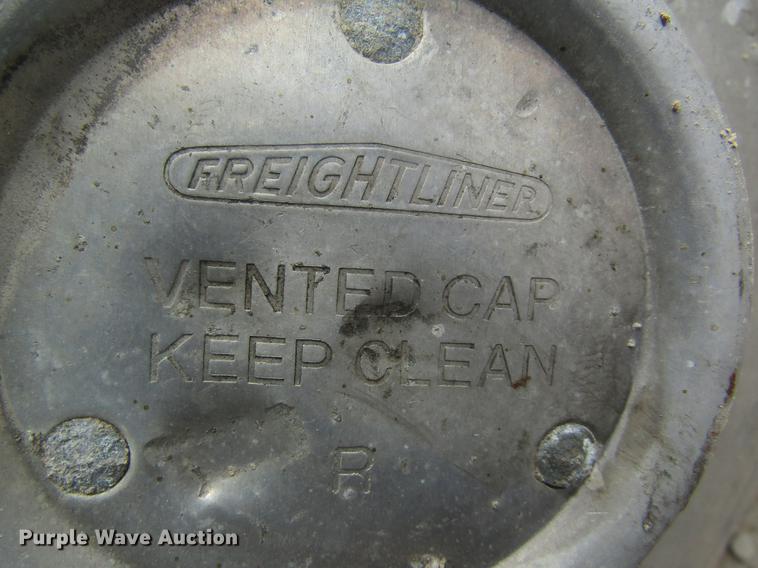 FREIGHTLINER
VENTED CAP
KEEP CLEAN
R
Purple Wave Auction